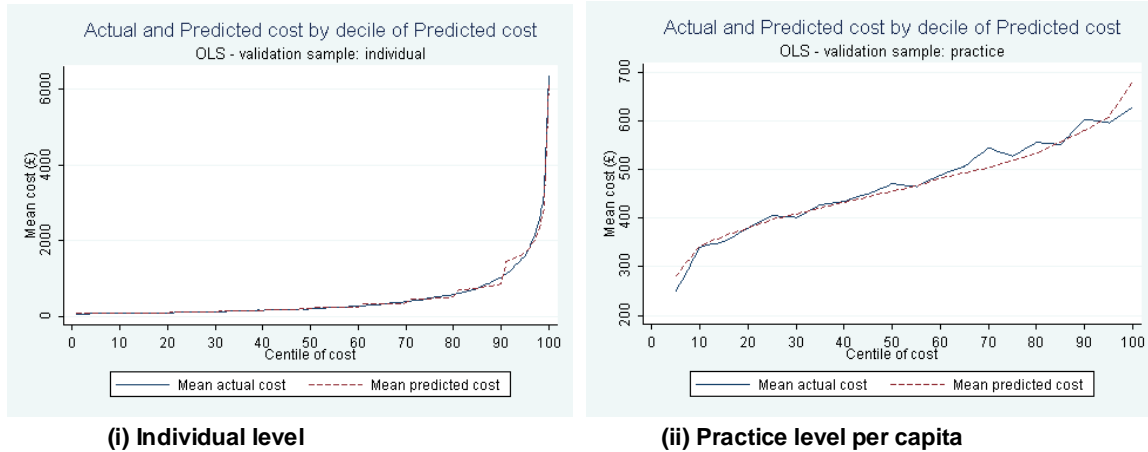 Actual and Predicted cost by decile of Predicted cost
OLS - validation sample: individual
Mean cost (£)
6000
4000
2000
0
0 10 20 30 40 50 60 70 80 90 100
Centile of cost
Mean actual cost Mean predicted cost
(i) Individual level
Actual and Predicted cost by decile of Predicted cost
OLS - validation sample: practice
Mean cost (£)
700
600
500
400
300
200
0 10 20 30 40 50 60 70 80 90 100
Centile of cost
Mean actual cost Mean predicted cost
(ii) Practice level per capita